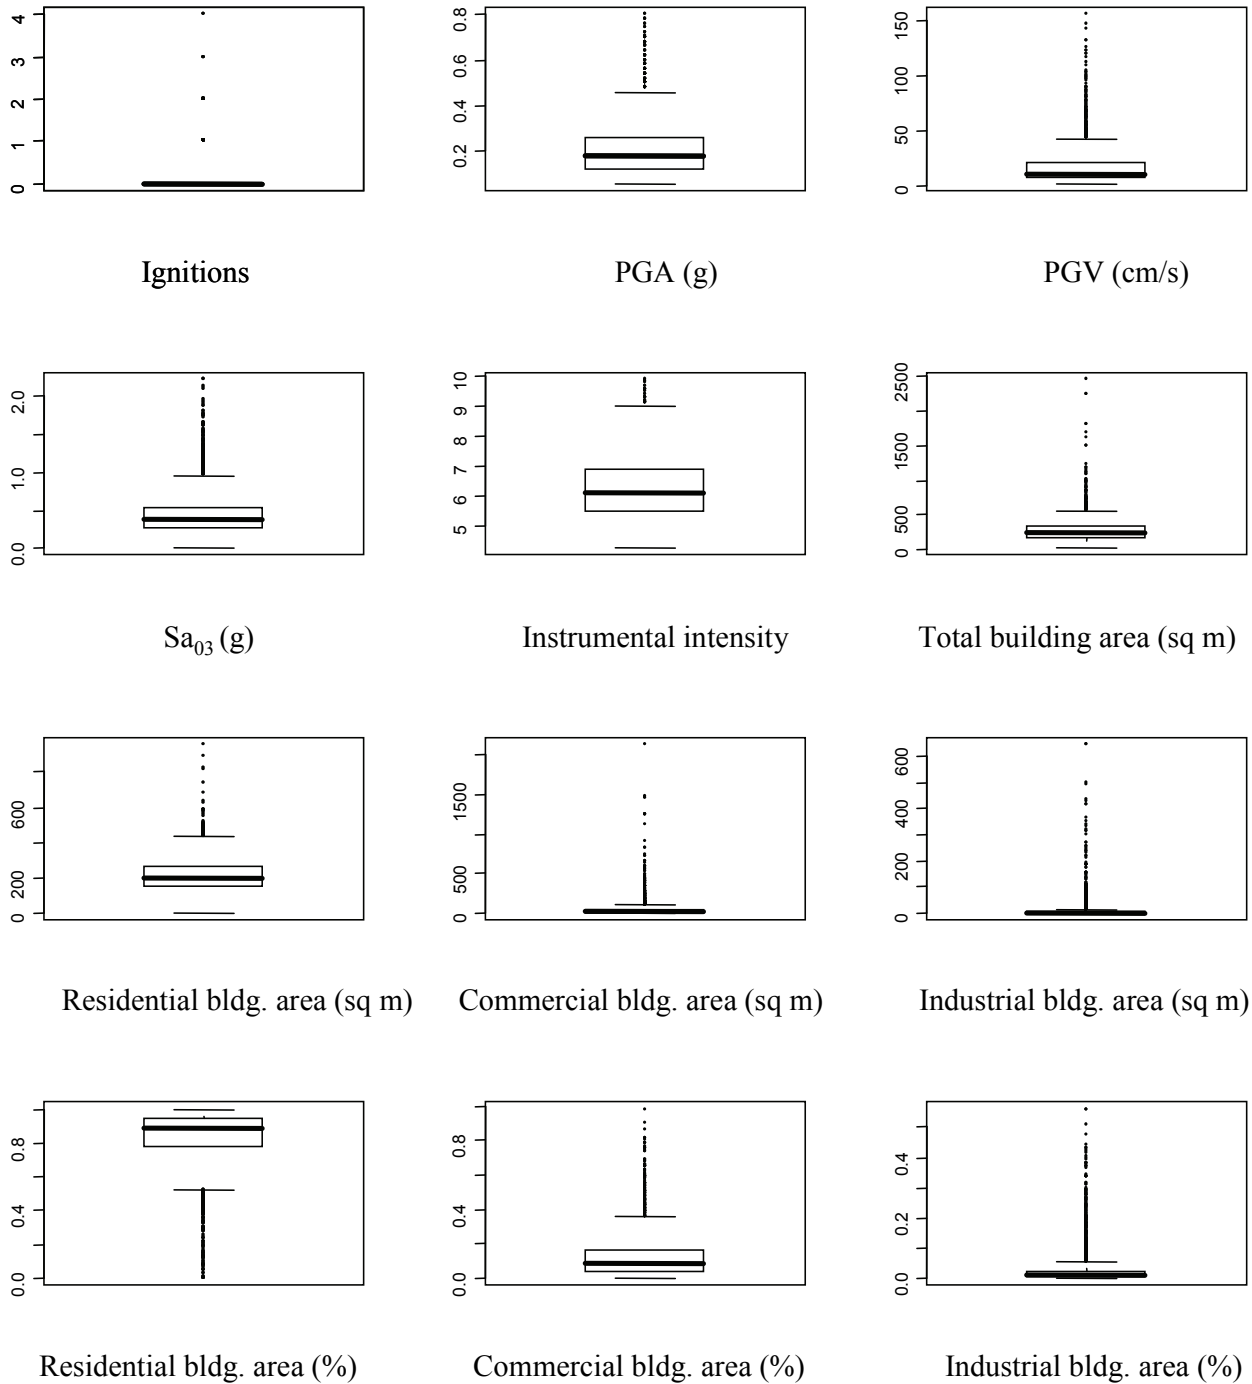 0 1 2 3 4
Ignitions
0.2 0.4 0.6 0.8
PGA (g)
0 50 100 150
PGV (cm/s)
0.0 1.0 2.0
Sa03 (g)
5 6 7 8 9 10
Instrumental intensity
0 500 1500 2500
Total building area (sq m)
0 200 600
Residential bldg. area (sq m)
0 500 1500
Commercial bldg. area (sq m)
0 200 400 600
Industrial bldg. area (sq m)
0.0 0.4 0.8
Residential bldg. area (%)
0.0 0.4 0.8
Commercial bldg. area (%)
0.0 0.2 0.4
Industrial bldg. area (%)